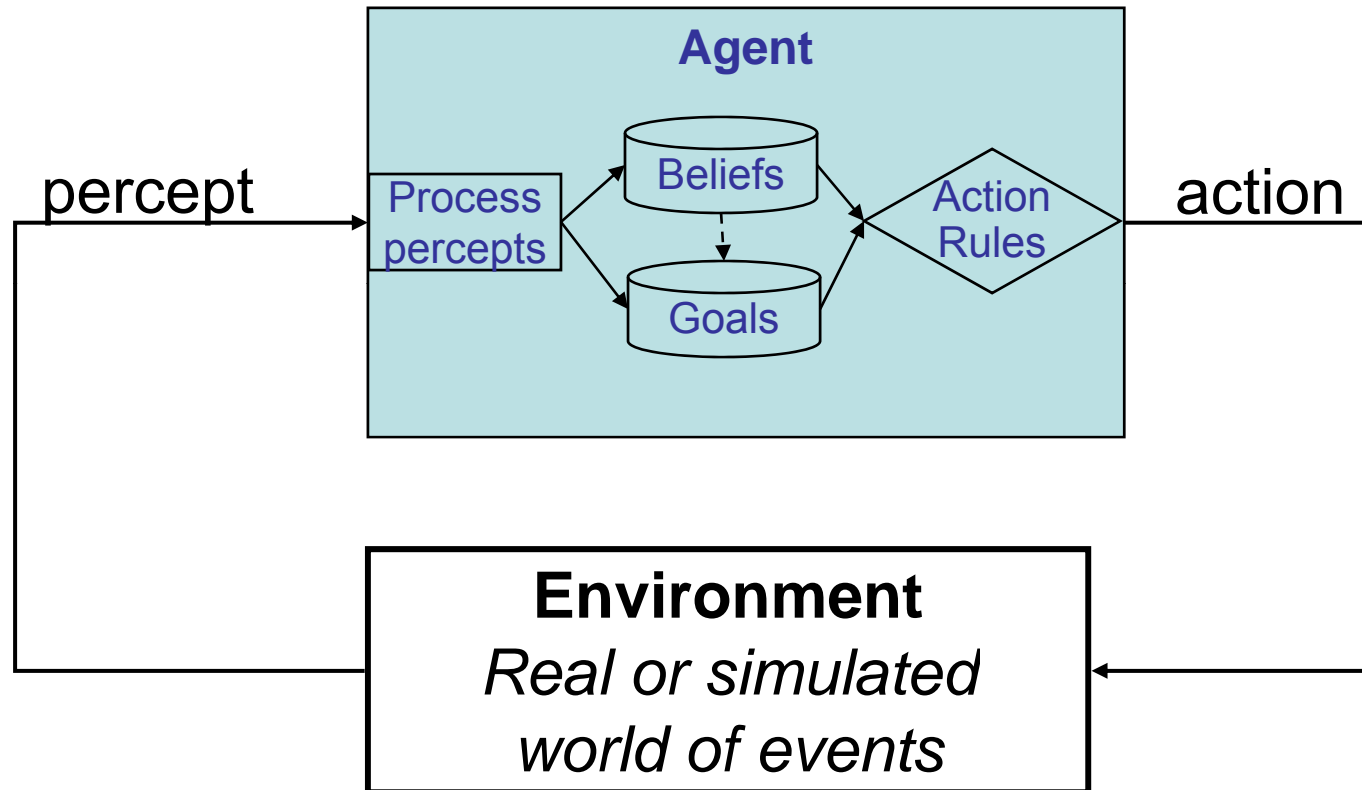 Agent
percept
Process
percepts
Beliefs
Goals
Action
Rules
action
Environment
Real or simulated
world of events